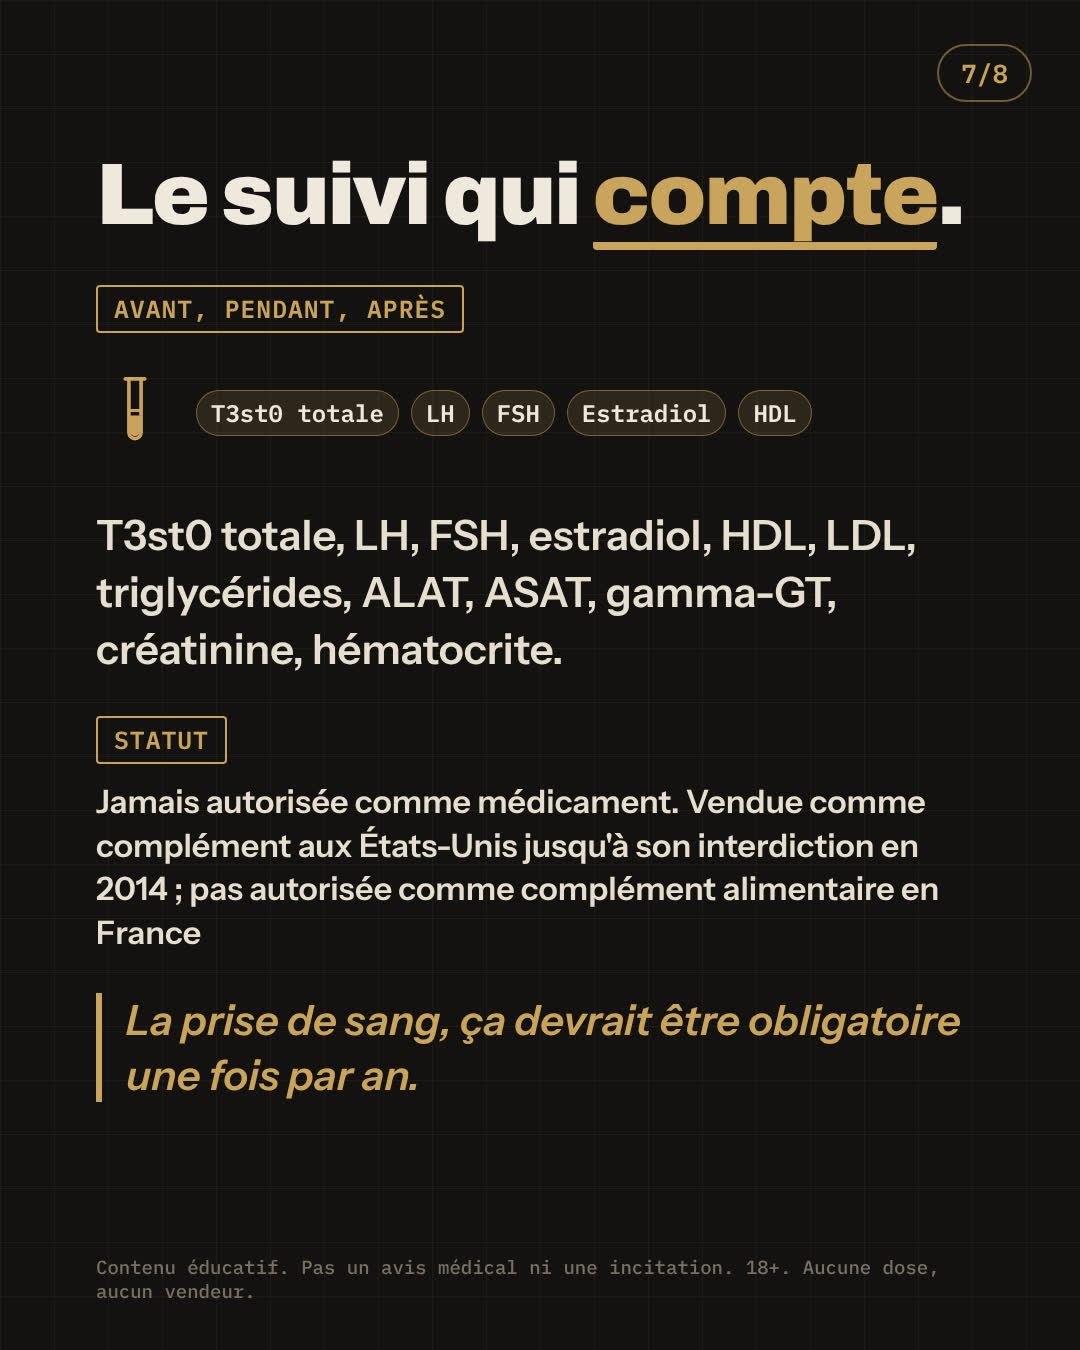 7/8
Le suivi qui compte.
AVANT, PENDANT, APRÈS
T3st0 totale LH FSH Estradiol HDL
T3st0 totale, LH, FSH, estradiol, HDL, LDL,
triglycérides, ALAT, ASAT, gamma-GT,
créatinine, hématocrite.
STATUT
Jamais autorisée comme médicament. Vendue comme
complément aux États-Unis jusqu'à son interdiction en
2014 ; pas autorisée comme complément alimentaire en
France
La prise de sang, ça devrait être obligatoire
une fois par an.
Contenu éducatif. Pas un avis médical ni une incitation. 18+. Aucune dose,
aucun vendeur.